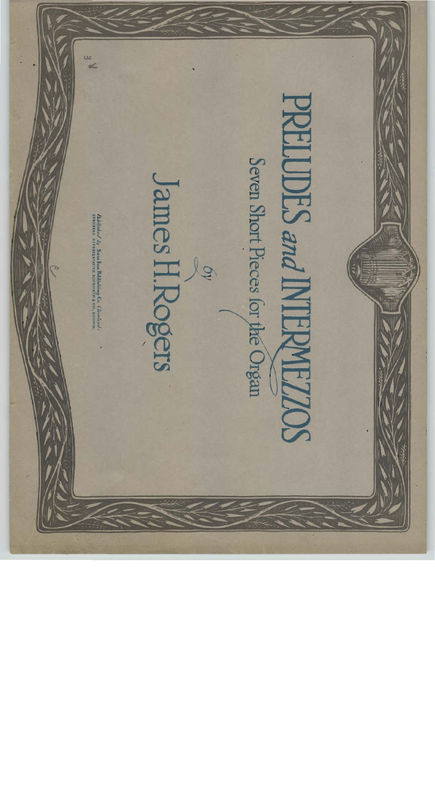 PRELUDES and INTERMEZZOS
Seven Short Pieces for the Organ
by
James H. Rogers